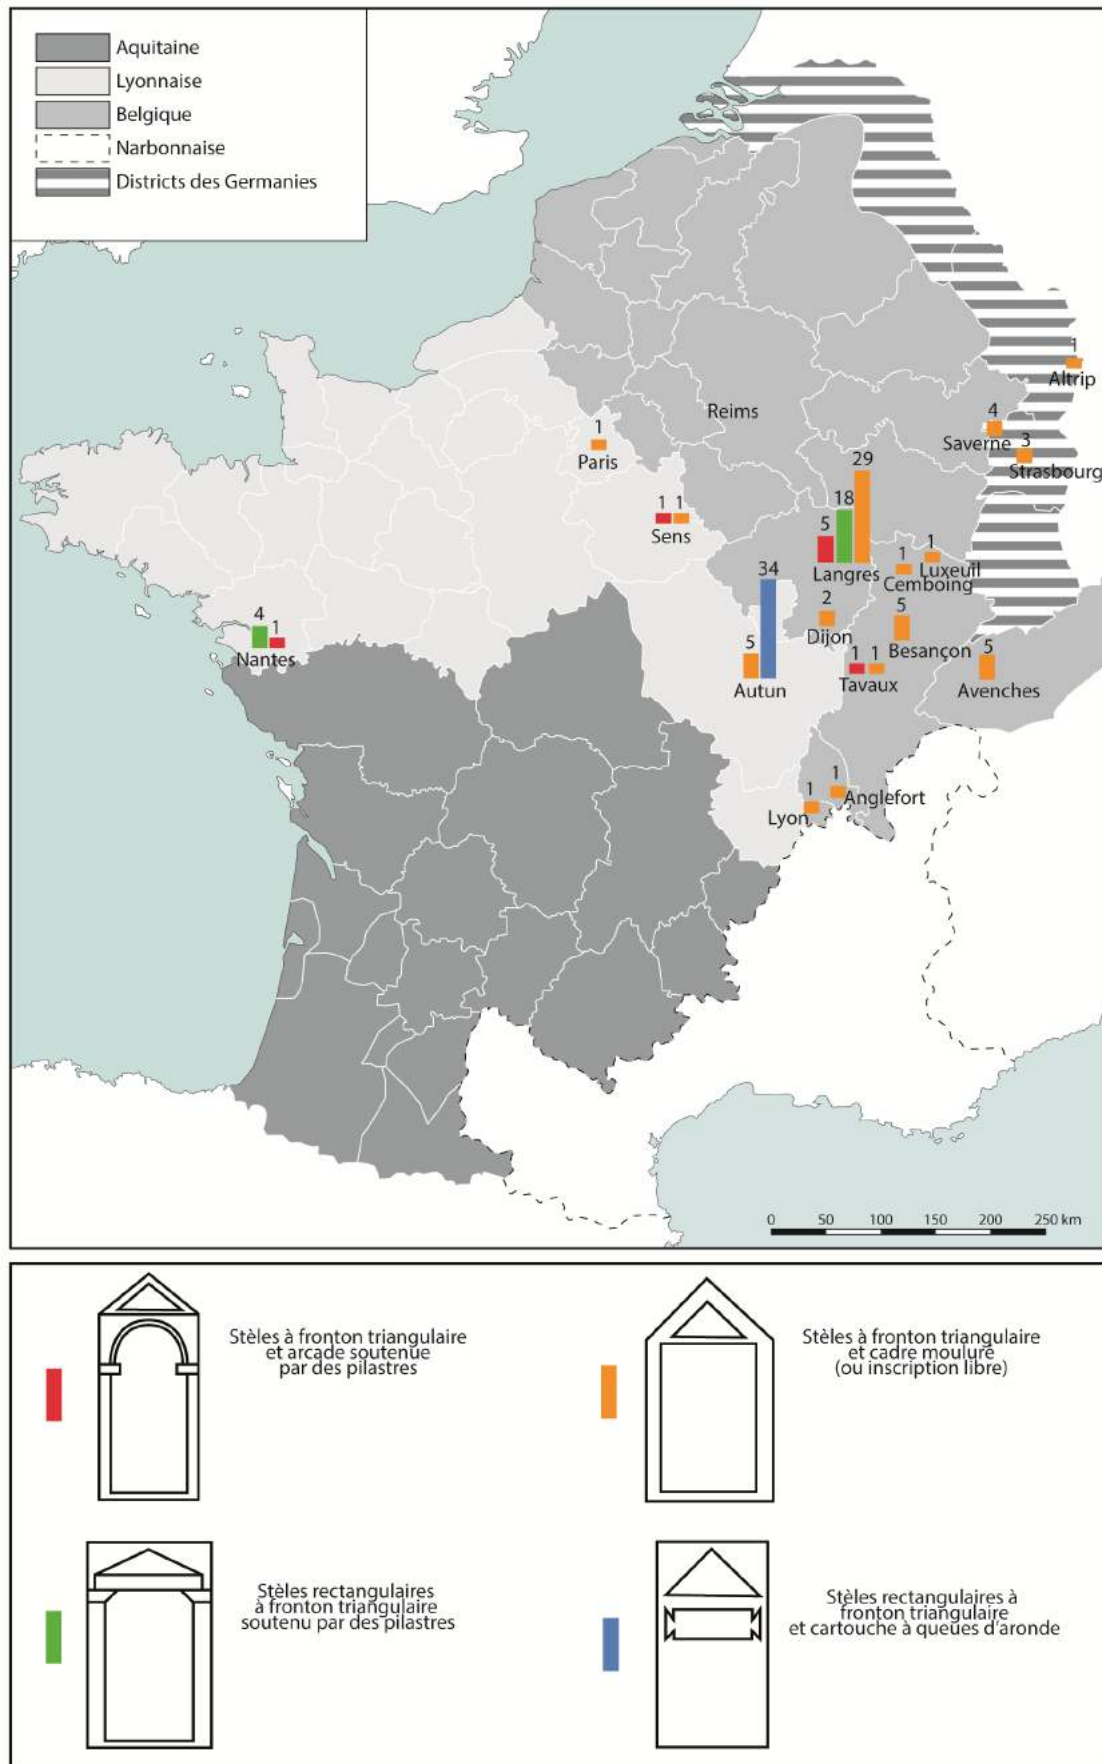 Aquitaine
Lyonnaise
Belgique
Narbonnaise
Districts des Germanies
1
Altrip
Reims
4
Saverne
3
Strasbourg
1
Paris
29
18
5
Langres
1 1
Sens
1
Luxeuil
1
Cemboing
34
5
Autun
2
Dijon
5
Besançon
4
1
Nantes
1 1
Tavaux
5
Avenches
1
Anglefort
1
Lyon
0 50 100 150 200 250 km
Stèles à fronton triangulaire
et arcade soutenue
par des pilastres
Stèles à fronton triangulaire
et cadre mouluré
(ou inscription libre)
Stèles rectangulaires
à fronton triangulaire
soutenu par des pilastres
Stèles rectangulaires à
fronton triangulaire
et cartouche à queues d'aronde